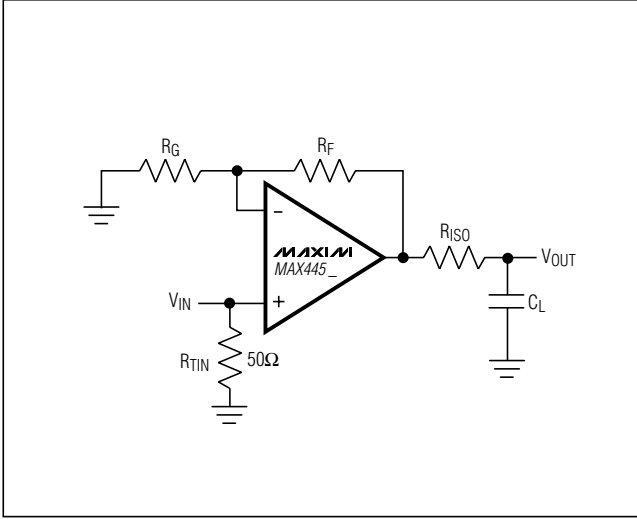 RG
RF
−
MAXIM
MAX445_
RISO
VOUT
VIN
+
CL
RTIN
50Ω